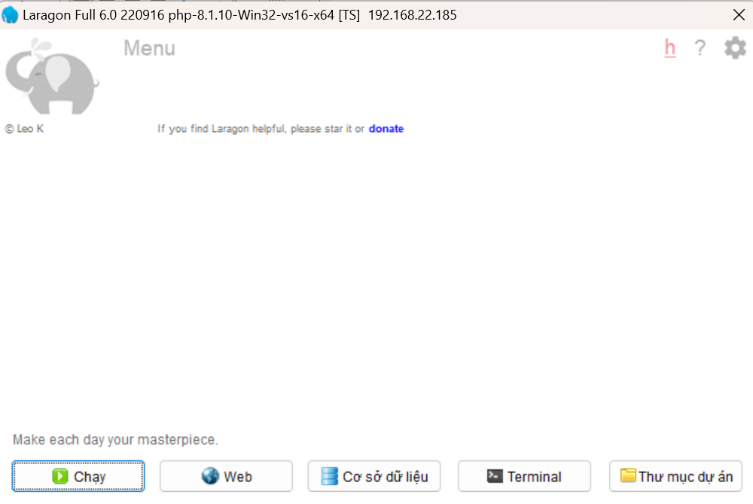 Laragon Full 6.0 220916 php-8.1.10-Win32-vs16-x64 [TS] 192.168.22.185
Menu
h ?
© Leo K
If you find Laragon helpful, please star it or donate
Make each day your masterpiece.
Chạy
Web
Cơ sở dữ liệu
Terminal
Thư mục dự án